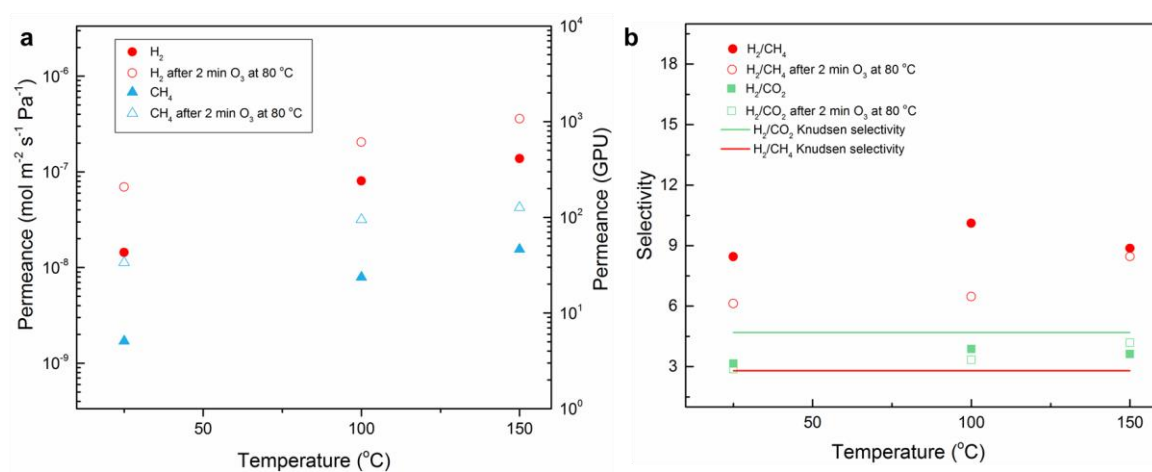 a
H₂
H₂ after 2 min O₃ at 80 °C
CH₄
CH₄ after 2 min O₃ at 80 °C
10⁻⁶
10⁻⁷
10⁻⁸
10⁻⁹
Permeance (mol m⁻² s⁻¹ Pa⁻¹)
10⁴
10³
10²
10¹
10⁰
Permeance (GPU)
50
100
150
Temperature (°C)
b
H₂/CH₄
H₂/CH₄ after 2 min O₃ at 80 °C
H₂/CO₂
H₂/CO₂ after 2 min O₃ at 80 °C
H₂/CO₂ Knudsen selectivity
H₂/CH₄ Knudsen selectivity
18
15
12
9
6
3
Selectivity
50
100
150
Temperature (°C)